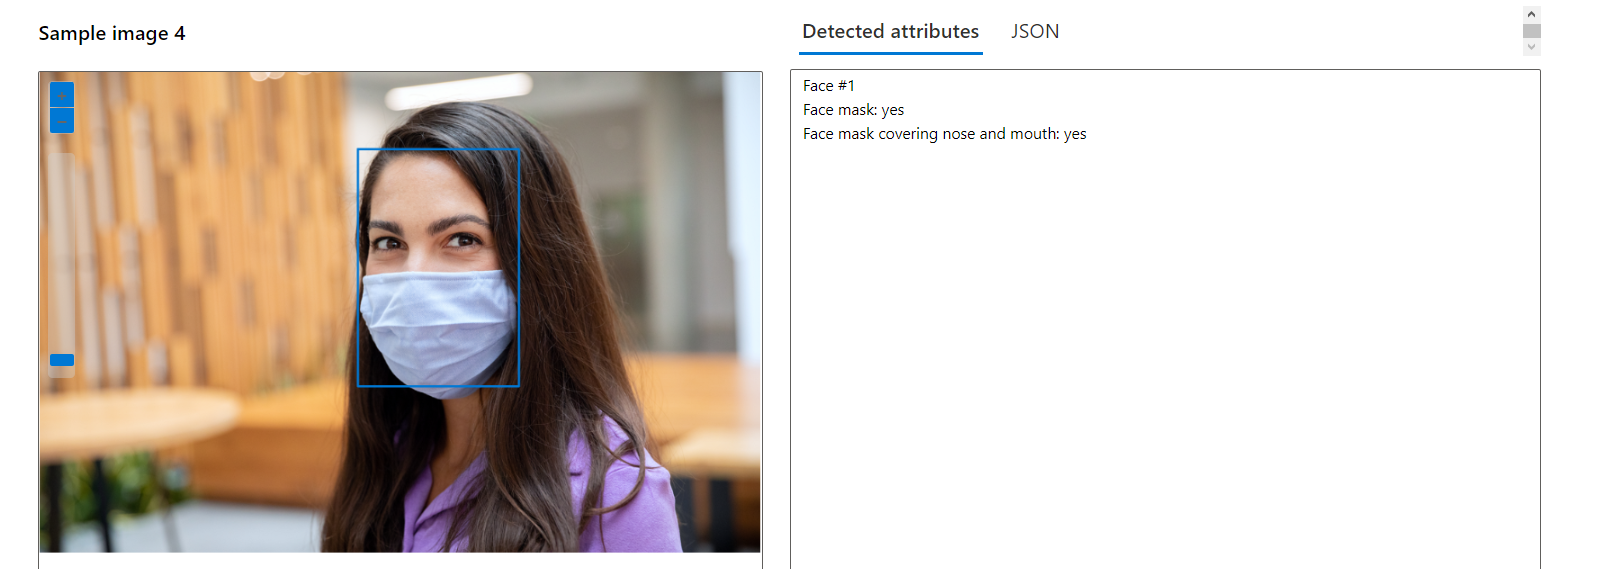 Sample image 4
Detected attributes
JSON
Face #1
Face mask: yes
Face mask covering nose and mouth: yes